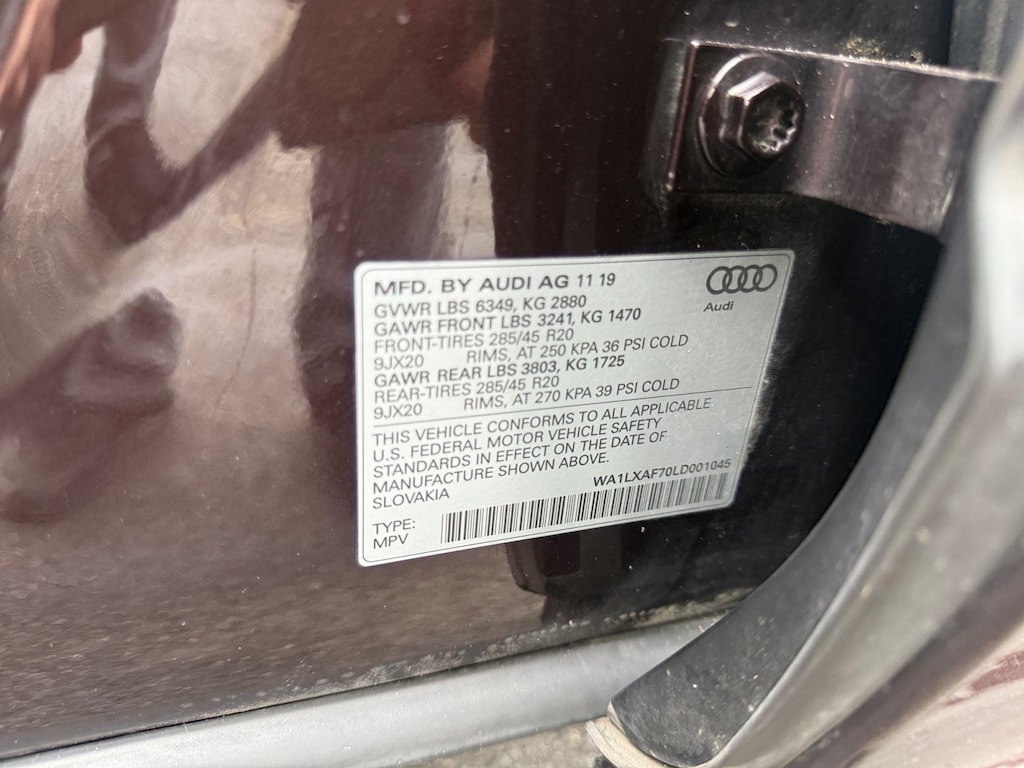 MFD. BY AUDI AG 11 19
Audi
GVWR LBS 6349, KG 2880
GAWR FRONT LBS 3241, KG 1470
FRONT-TIRES 285/45 R20
9JX20 RIMS, AT 250 KPA 36 PSI COLD
GAWR REAR LBS 3803, KG 1725
REAR-TIRES 285/45 R20
9JX20 RIMS, AT 270 KPA 39 PSI COLD
THIS VEHICLE CONFORMS TO ALL APPLICABLE
U.S. FEDERAL MOTOR VEHICLE SAFETY
STANDARDS IN EFFECT ON THE DATE OF
MANUFACTURE SHOWN ABOVE.
SLOVAKIA
WA1LXAF70LD001045
TYPE:
MPV